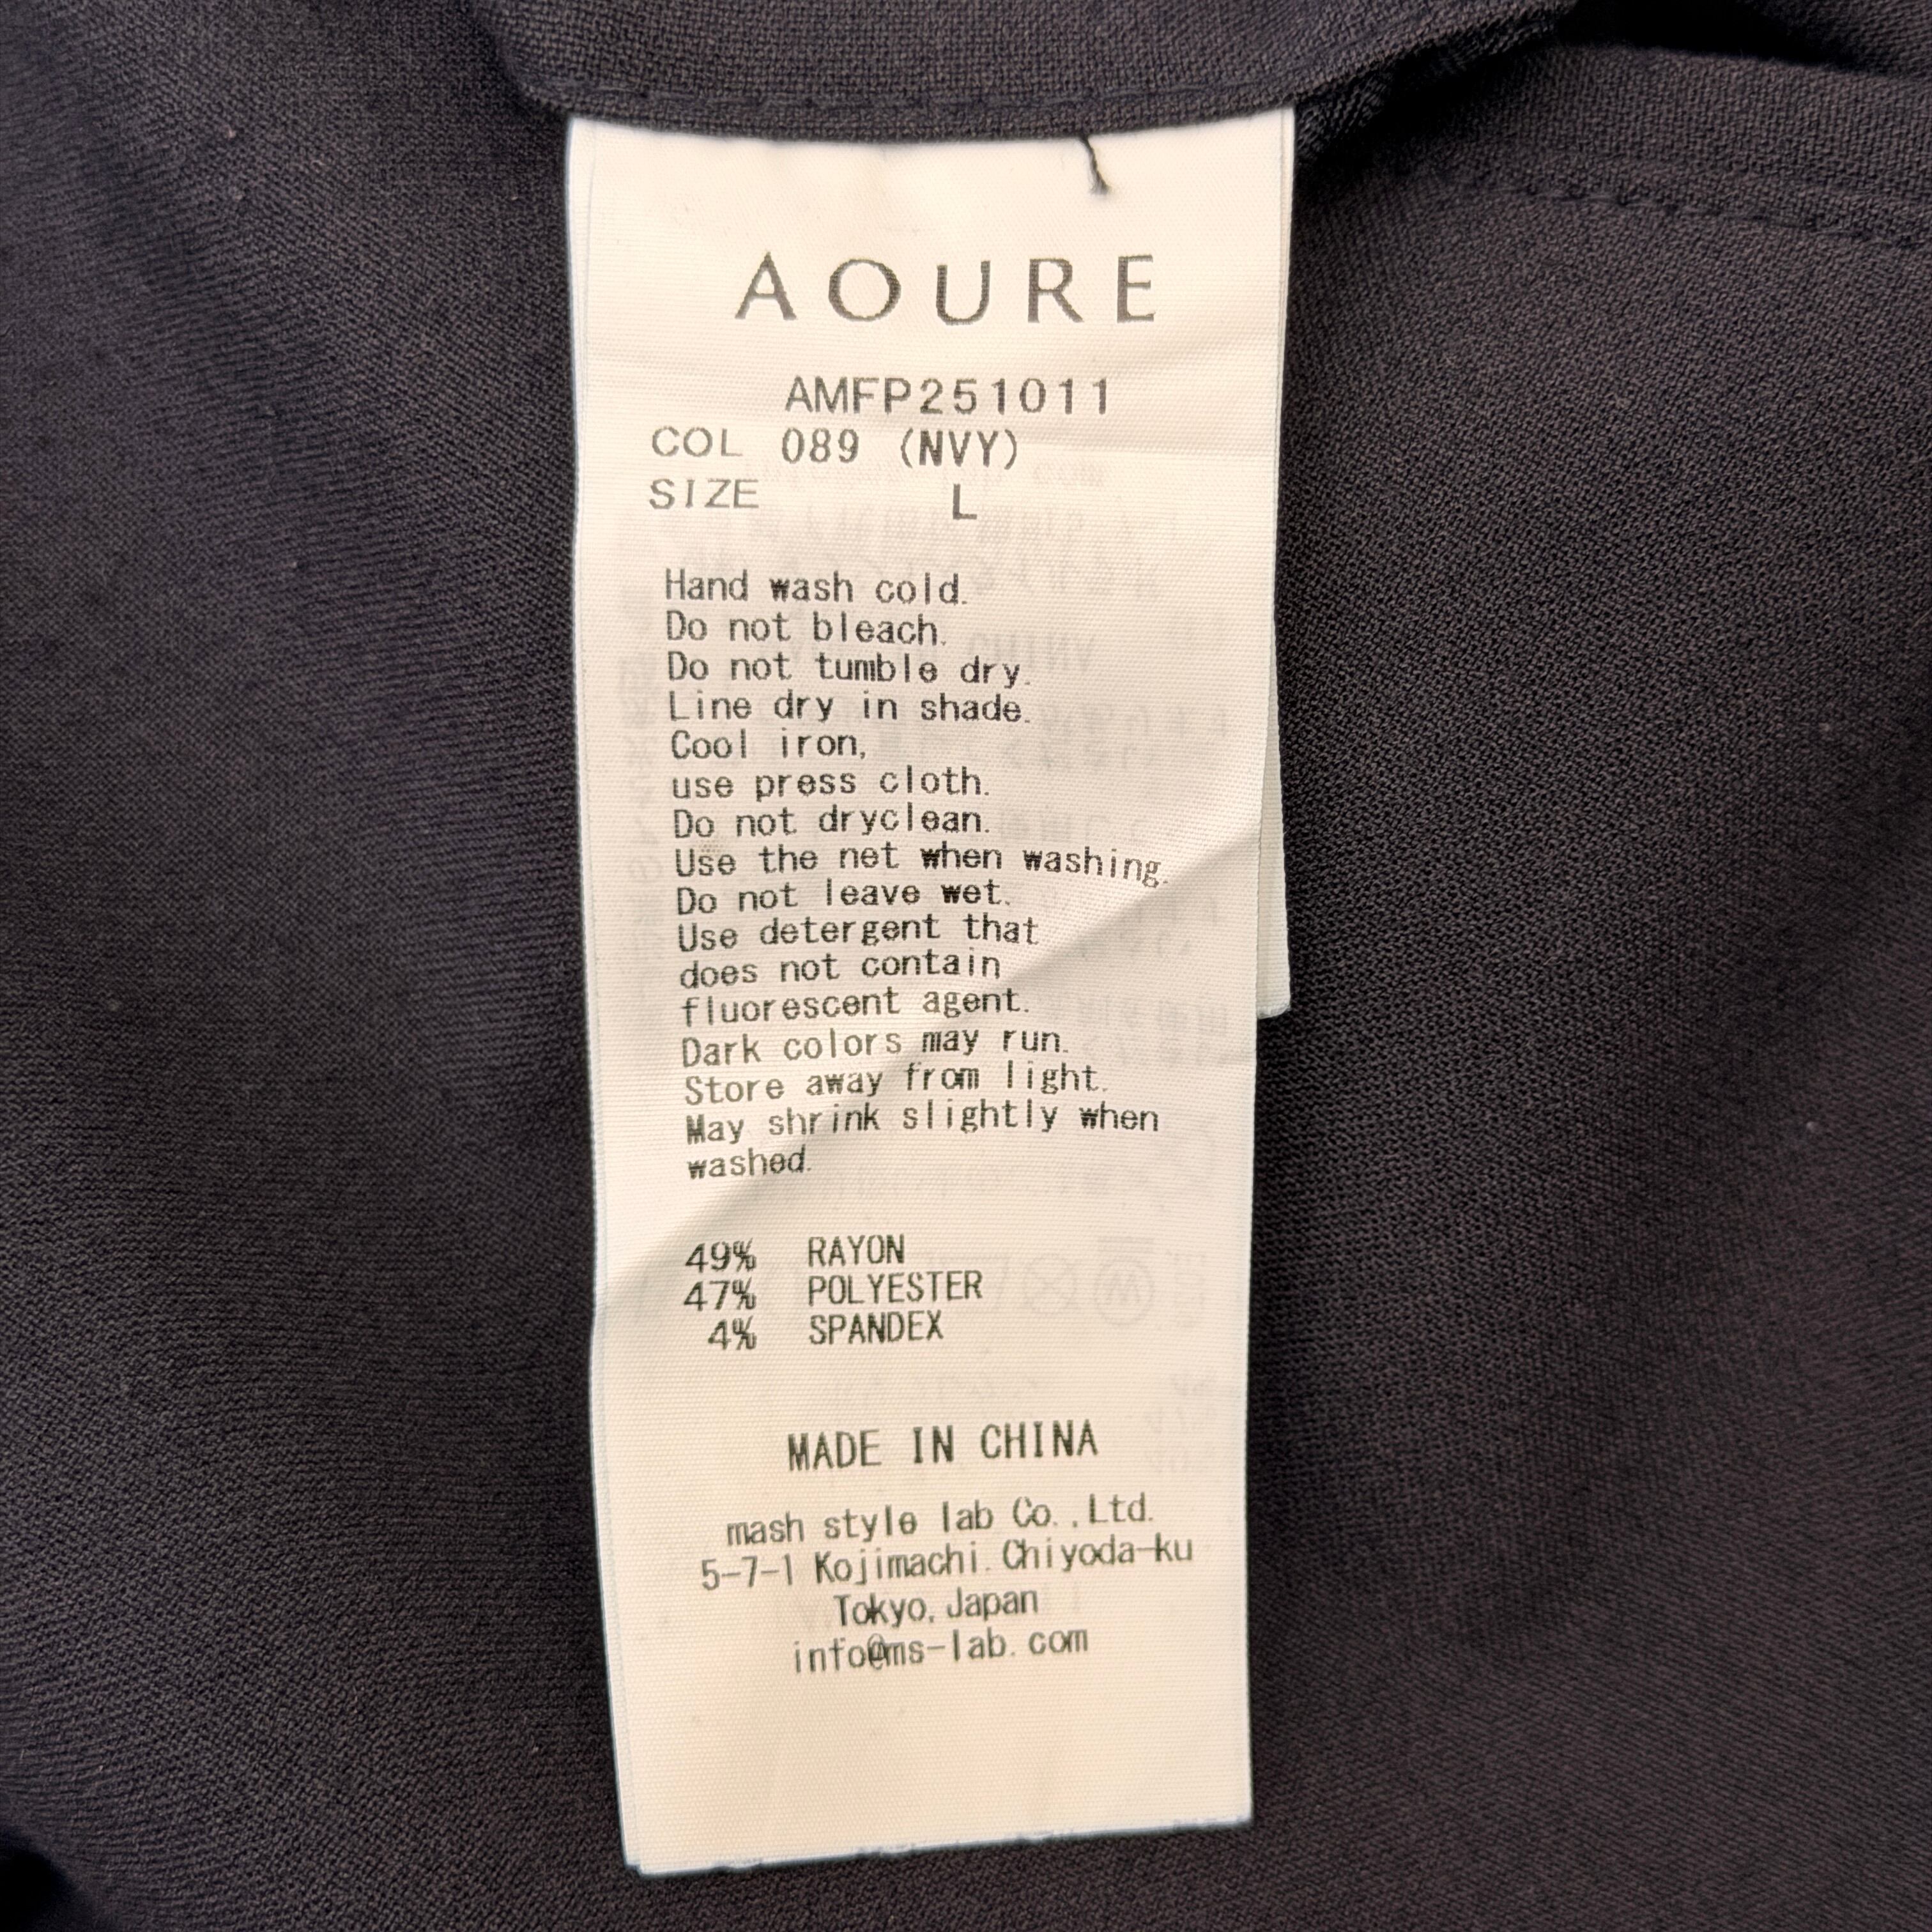 AOURE
AMFP251011
COL 089 (NVY)
SIZE L
Hand wash cold.
Do not bleach.
Do not tumble dry.
Line dry in shade.
Cool iron,
use press cloth.
Do not dryclean.
Use the net when washing.
Do not leave wet.
Use detergent that
does not contain
fluorescent agent.
Dark colors may run.
Store away from light.
May shrink slightly when
washed.
49% RAYON
47% POLYESTER
4% SPANDEX
MADE IN CHINA
mash style lab Co.,Ltd.
5-7-1 Kojimachi.Chiyoda-ku
Tokyo,Japan
info@ms-lab.com